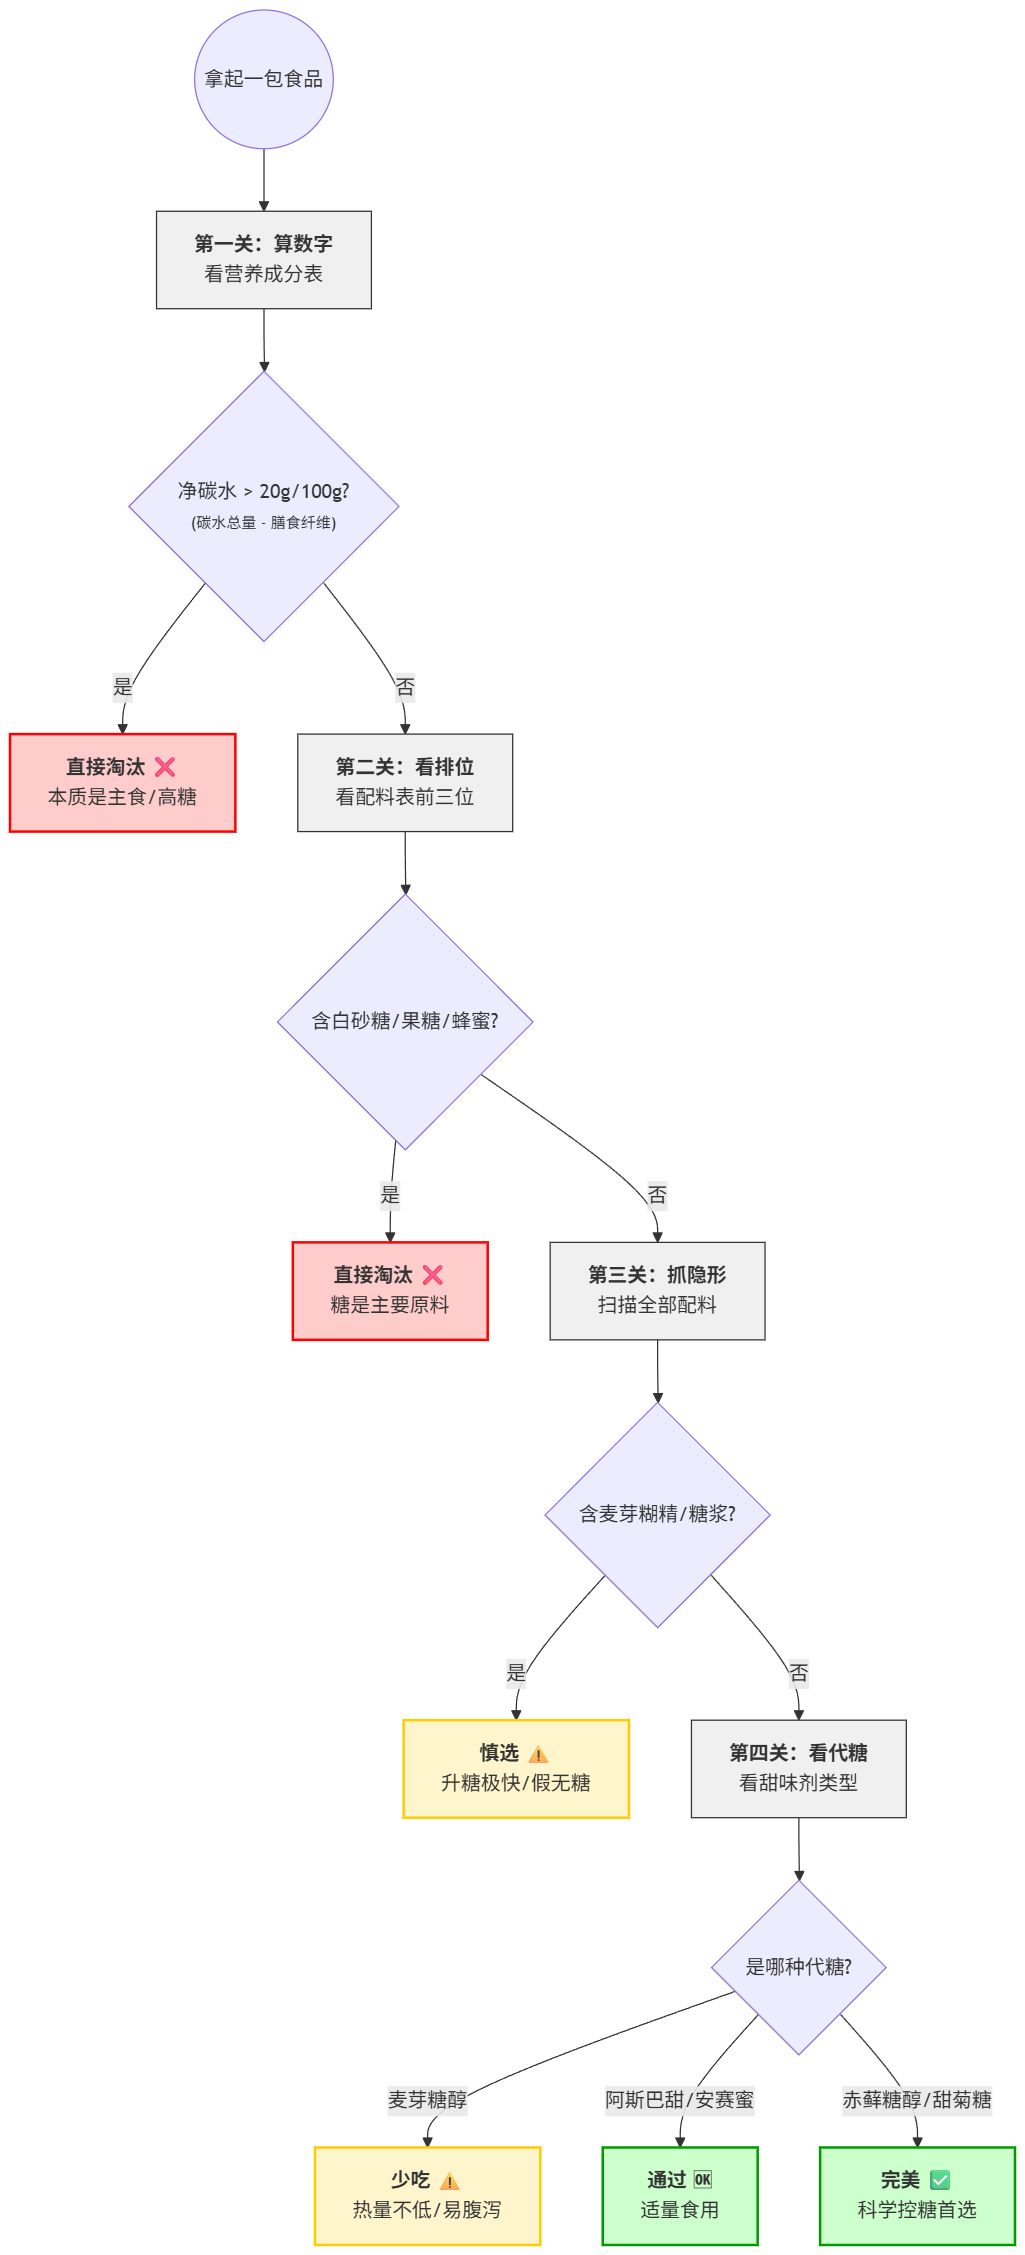 拿起一包食品
第一关：算数字
看营养成分表
净碳水 > 20g/100g?
(碳水总量 - 膳食纤维)
是
否
直接淘汰 ❌
本质是主食/高糖
第二关：看排位
看配料表前三位
含白砂糖/果糖/蜂蜜?
是
否
直接淘汰 ❌
糖是主要原料
第三关：抓隐形
扫描全部配料
含麦芽糊精/糖浆?
是
否
慎选 ⚠️
升糖极快/假无糖
第四关：看代糖
看甜味剂类型
是哪种代糖?
麦芽糖醇
阿斯巴甜/安赛蜜
赤藓糖醇/甜菊糖
少吃 ⚠️
热量不低/易腹泻
通过 🆗
适量食用
完美 ✅
科学控糖首选